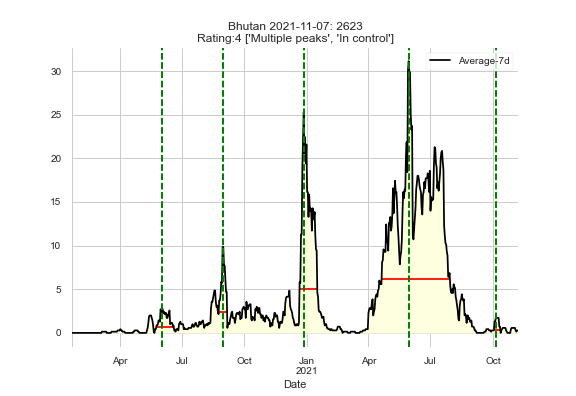 Bhutan 2021-11-07: 2623
Rating:4 ['Multiple peaks', 'In control']
Average-7d
30
25
20
15
10
5
0
Apr Jul Oct Jan Apr Jul Oct
2021
Date